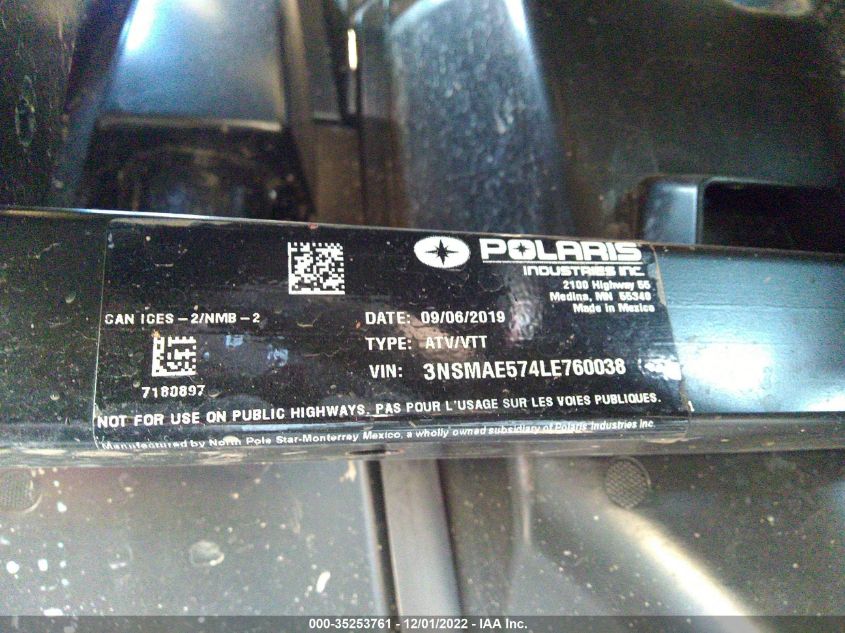 POLARIS
INDUSTRIES INC.
2100 Highway 55
Medina, MN 55340
Made in Mexico
CAN ICES - 2/NMB - 2
DATE: 09/06/2019
TYPE: ATV/VTT
VIN: 3NSMAE574LE760038
7180897
NOT FOR USE ON PUBLIC HIGHWAYS. PAS POUR L'USAGE SUR LES VOIES PUBLIQUES.
Manufactured by North Pole Star-Monterrey Mexico, a wholly owned subsidiary of Polaris Industries Inc.
000-35253761 - 12/01/2022 - IAA Inc.